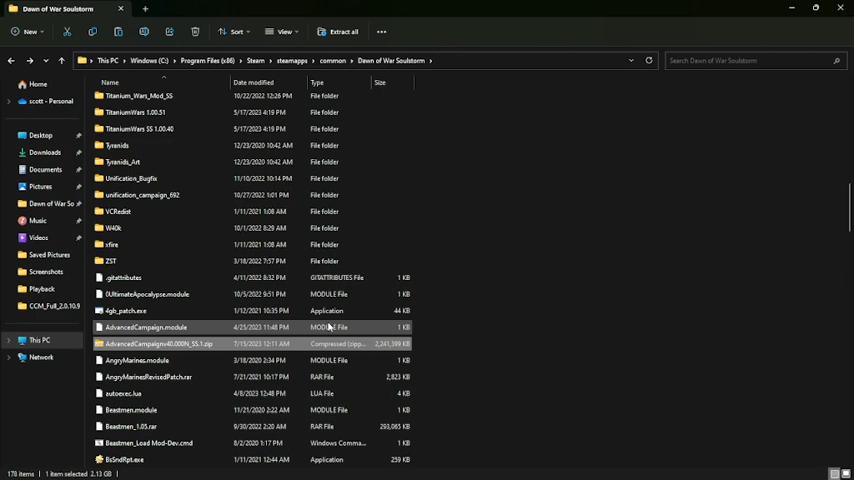 Dawn of War Soulstorm
New
Sort
View
Extract all
This PC > Windows (C:) > Program Files (x86) > Steam > steamapps > common > Dawn of War Soulstorm >
Search Dawn of War Soulstorm
Home
scott - Personal
Desktop
Downloads
Documents
Pictures
Dawn of War So
Music
Videos
Saved Pictures
Screenshots
Playback
CCM_Full_2.0.10.9
This PC
Network
Name Date modified Type Size
Titanium_Wars_Mod_SS 10/22/2022 12:26 PM File folder
TitaniumWars 1.00.51 5/17/2023 4:19 PM File folder
TitaniumWars SS 1.00.40 5/17/2023 4:19 PM File folder
Tyranids 12/23/2020 10:42 AM File folder
Tyranids_Art 12/23/2020 10:42 AM File folder
Unification_Bugfix 11/10/2022 10:14 PM File folder
unification_campaign_692 10/27/2022 1:01 PM File folder
VCRedist 1/11/2021 1:08 AM File folder
W40k 10/1/2022 8:29 AM File folder
xfire 1/11/2021 1:08 AM File folder
ZST 3/18/2022 7:57 PM File folder
.gitattributes 4/11/2022 8:32 PM GITATTRIBUTES File 1 KB
0UltimateApocalypse.module 10/5/2022 9:51 PM MODULE File 1 KB
4gb_patch.exe 1/12/2021 10:35 PM Application 44 KB
AdvancedCampaign.module 4/25/2023 11:48 PM MODULE File 1 KB
AdvancedCampaignv40.000N_SS.1.zip 7/15/2023 12:11 AM Compressed (zipp... 2,241,399 KB
AngryMarines.module 3/18/2020 2:34 PM MODULE File 1 KB
AngryMarinesRevisedPatch.rar 7/21/2021 10:17 PM RAR File 2,823 KB
autoexec.lua 4/8/2023 12:48 PM LUA File 4 KB
Beastmen.module 11/21/2020 2:22 AM MODULE File 1 KB
Beastmen_1.05.rar 9/30/2022 2:20 AM RAR File 293,065 KB
Beastmen_Load Mod-Dev.cmd 8/2/2020 1:17 PM Windows Comma... 1 KB
BsSndRpt.exe 1/11/2021 12:44 AM Application 259 KB
178 items 1 item selected 2.13 GB